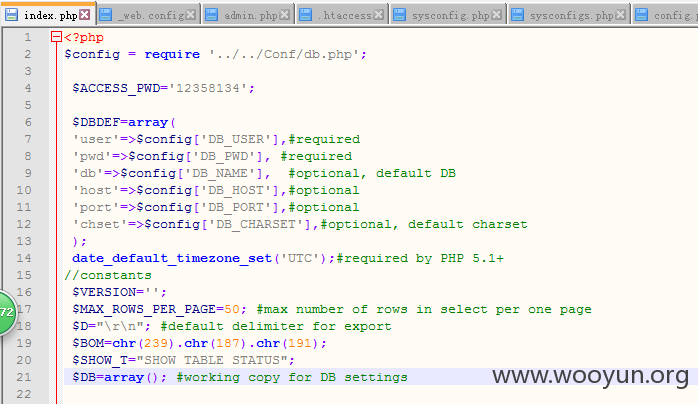 index.php _web.config admin.php .htaccess sysconfig.php sysconfigs.php config.
1 <?php
2 $config = require '../../Conf/db.php';
3
4 $ACCESS_PWD='12358134';
5
6 $DBDEF=array(
7 'user'=>$config['DB_USER'],#required
8 'pwd'=>$config['DB_PWD'], #required
9 'db'=>$config['DB_NAME'],  #optional, default DB
10 'host'=>$config['DB_HOST'],#optional
11 'port'=>$config['DB_PORT'],#optional
12 'chset'=>$config['DB_CHARSET'],#optional, default charset
13 );
14 date_default_timezone_set('UTC');#required by PHP 5.1+
15 //constants
16 $VERSION='';
72
17 $MAX_ROWS_PER_PAGE=50; #max number of rows in select per one page
18 $D="\r\n"; #default delimiter for export
19 $BOM=chr(239).chr(187).chr(191);
20 $SHOW_T="SHOW TABLE STATUS";
21 $DB=array(); #working copy for DB settings
22
www.wooyun.org